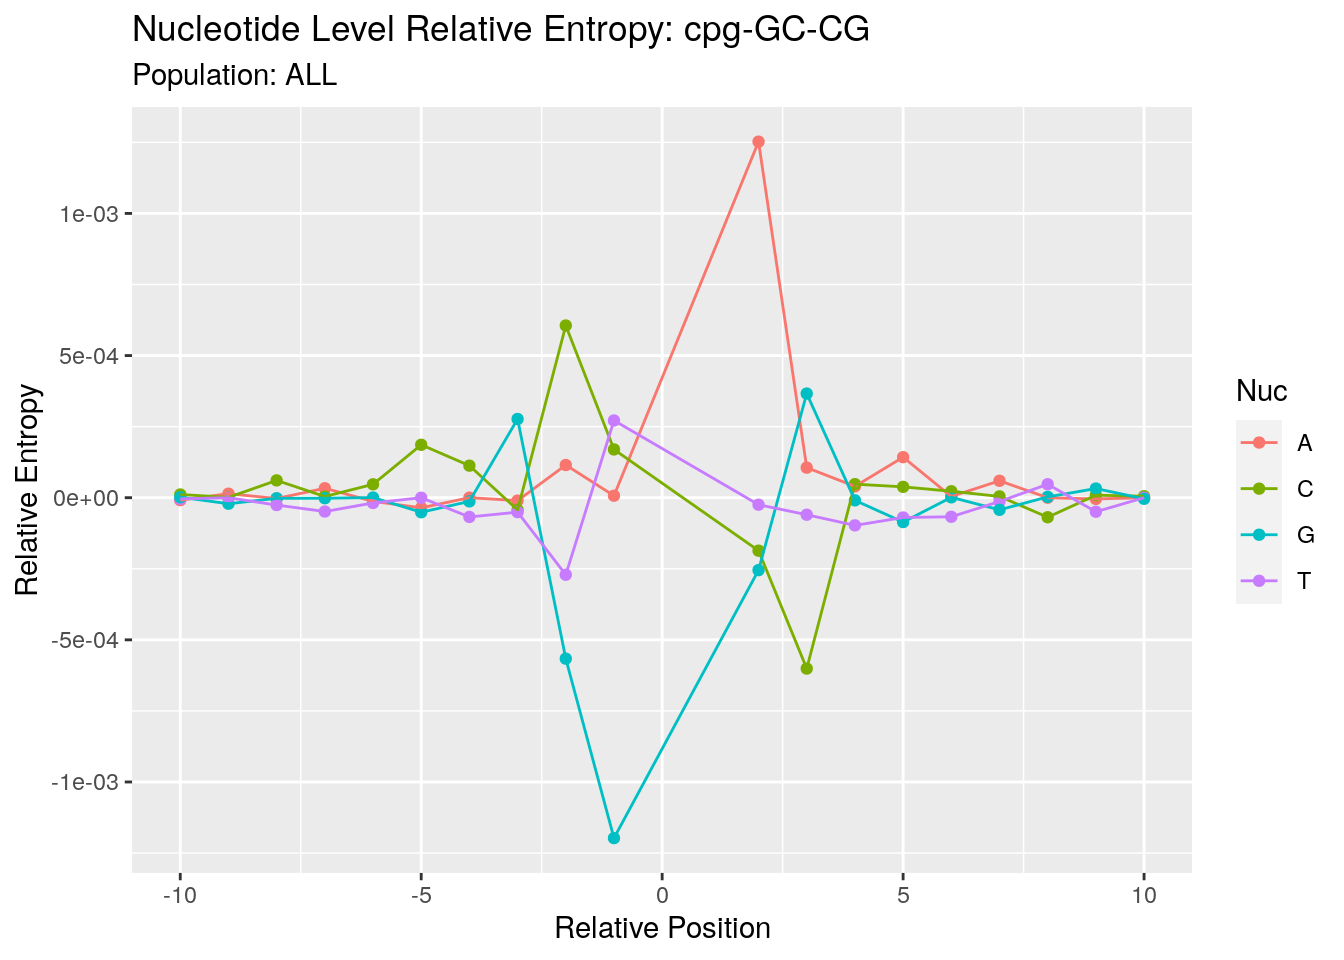 Nucleotide Level Relative Entropy: cpg-GC-CG
Population: ALL
1e-03
5e-04
0e+00
-5e-04
-1e-03
Relative Entropy
-10
-5
0
5
10
Relative Position
Nuc
A
C
G
T